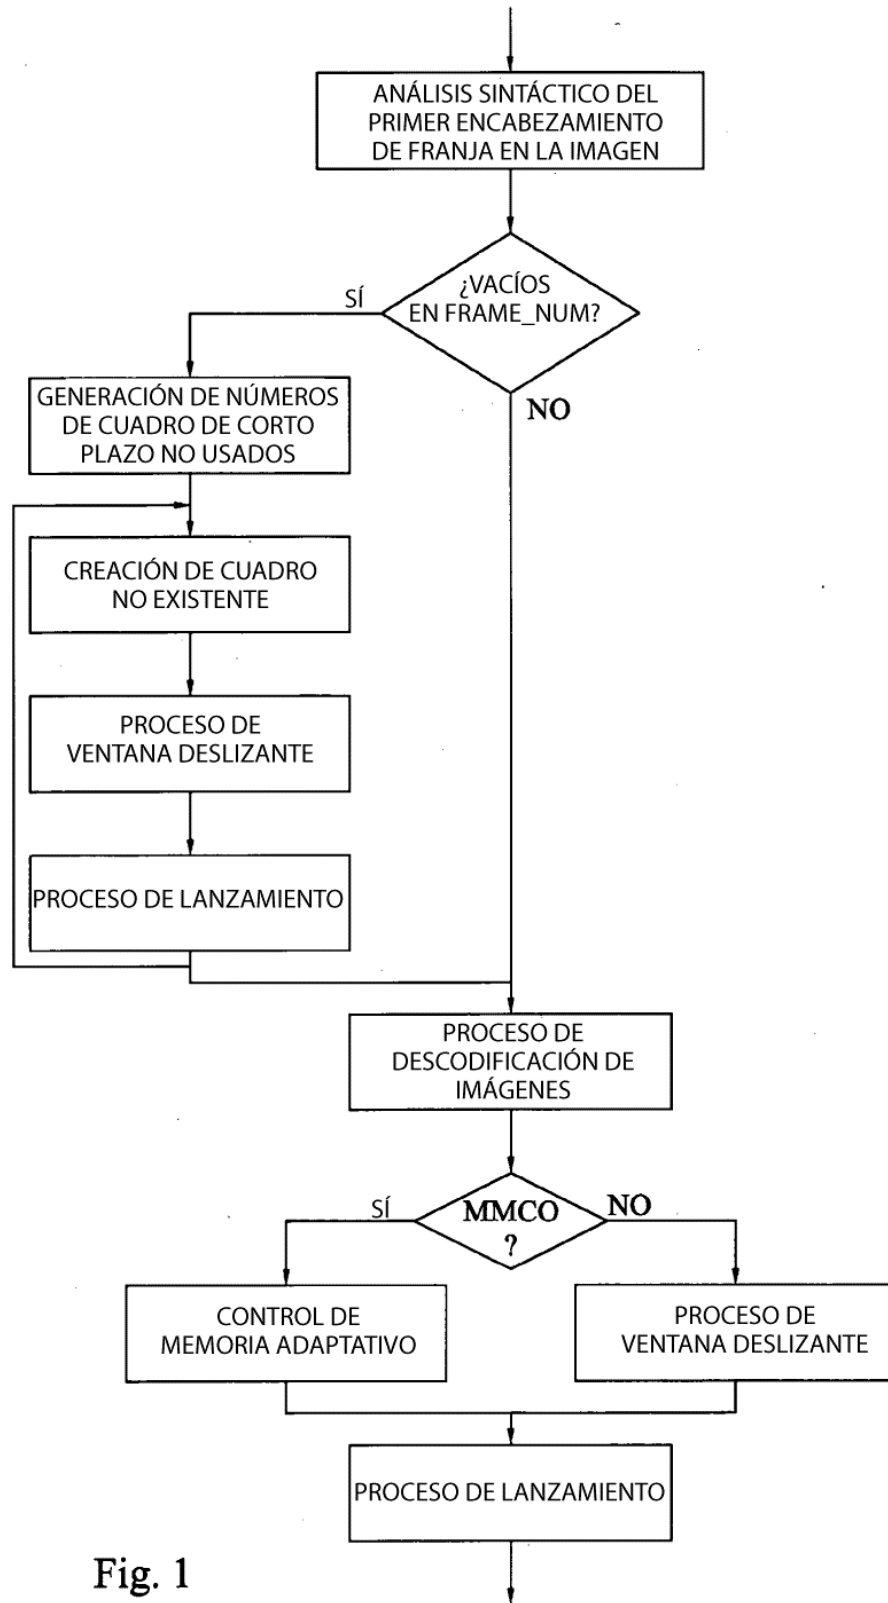 ANÁLISIS SINTÁCTICO DEL
PRIMER ENCABEZAMIENTO
DE FRANJA EN LA IMAGEN
¿VACÍOS
EN FRAME_NUM?
SÍ
NO
GENERACIÓN DE NÚMEROS
DE CUADRO DE CORTO
PLAZO NO USADOS
CREACIÓN DE CUADRO
NO EXISTENTE
PROCESO DE
VENTANA DESLIZANTE
PROCESO DE LANZAMIENTO
PROCESO DE
DESCODIFICACIÓN DE
IMÁGENES
MMCO
?
SÍ
NO
CONTROL DE
MEMORIA ADAPTATIVO
PROCESO DE
VENTANA DESLIZANTE
PROCESO DE LANZAMIENTO
Fig. 1